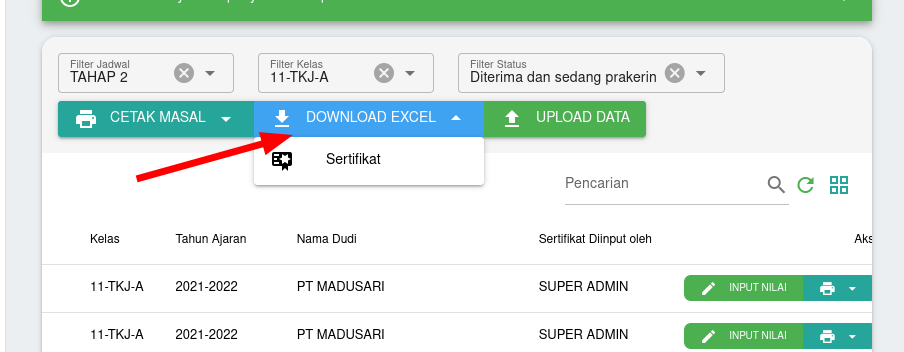 Filter Jadwal
TAHAP 2
Filter Kelas
11-TKJ-A
Filter Status
Diterima dan sedang prakerin
CETAK MASAL
DOWNLOAD EXCEL
UPLOAD DATA
Sertifikat
Pencarian
Kelas Tahun Ajaran Nama Dudi Sertifikat Diinput oleh Aks
11-TKJ-A 2021-2022 PT MADUSARI SUPER ADMIN INPUT NILAI
11-TKJ-A 2021-2022 PT MADUSARI SUPER ADMIN INPUT NILAI